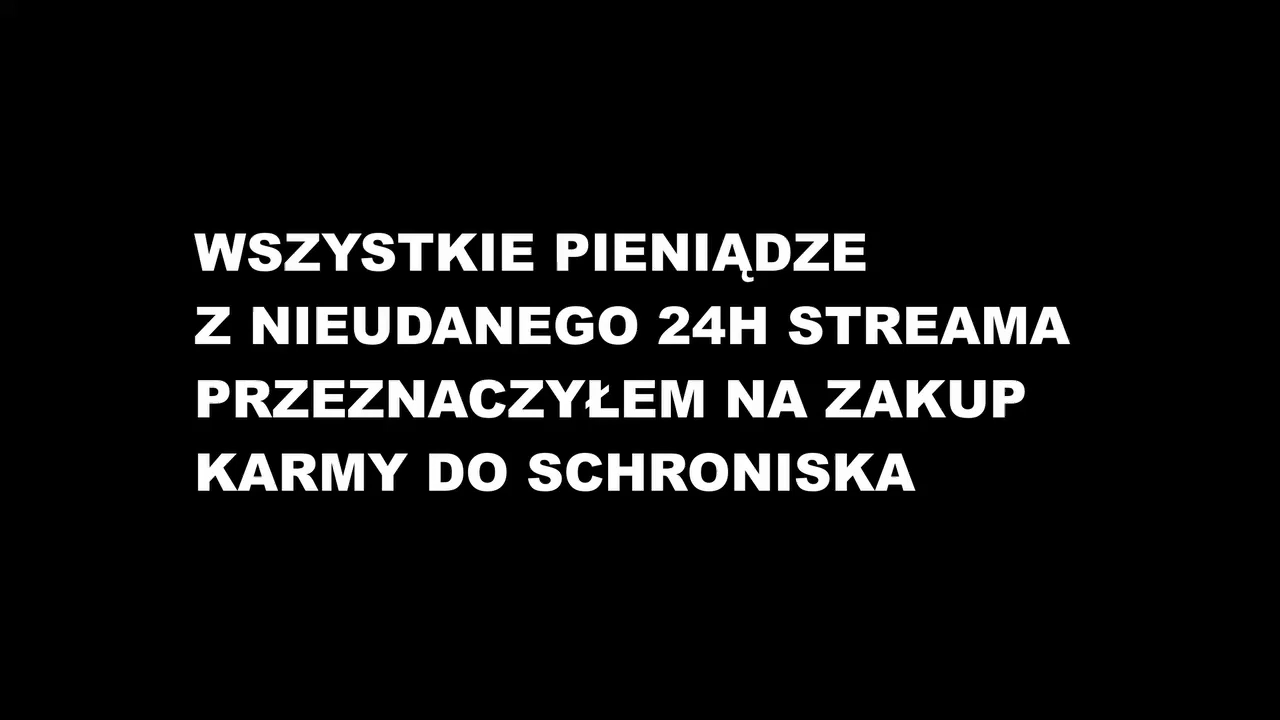 WSZYSTKIE PIENIĄDZE
Z NIEUDANEGO 24H STREAMA
PRZEZNACZYŁEM NA ZAKUP
KARMY DO SCHRONISKA